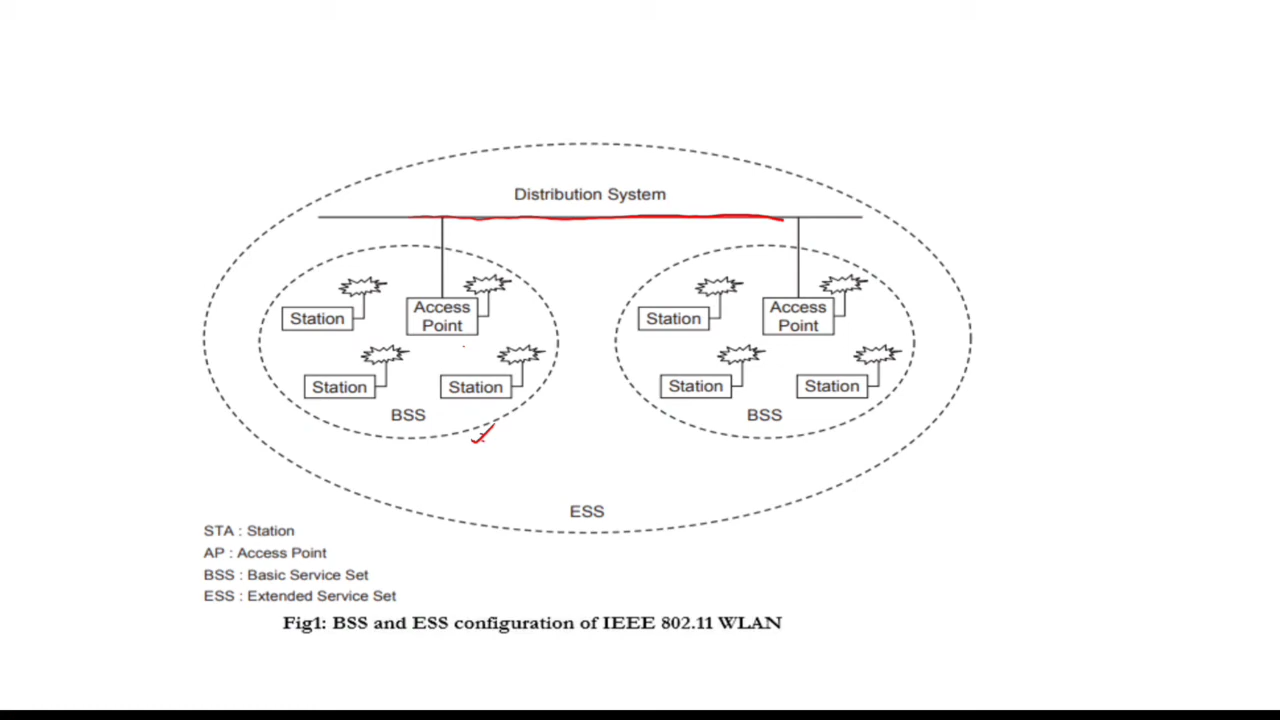 Distribution System
Station
Access
Point
Station
Station
BSS
Station
Access
Point
Station
Station
BSS
ESS
STA : Station
AP : Access Point
BSS : Basic Service Set
ESS : Extended Service Set
Fig1: BSS and ESS configuration of IEEE 802.11 WLAN